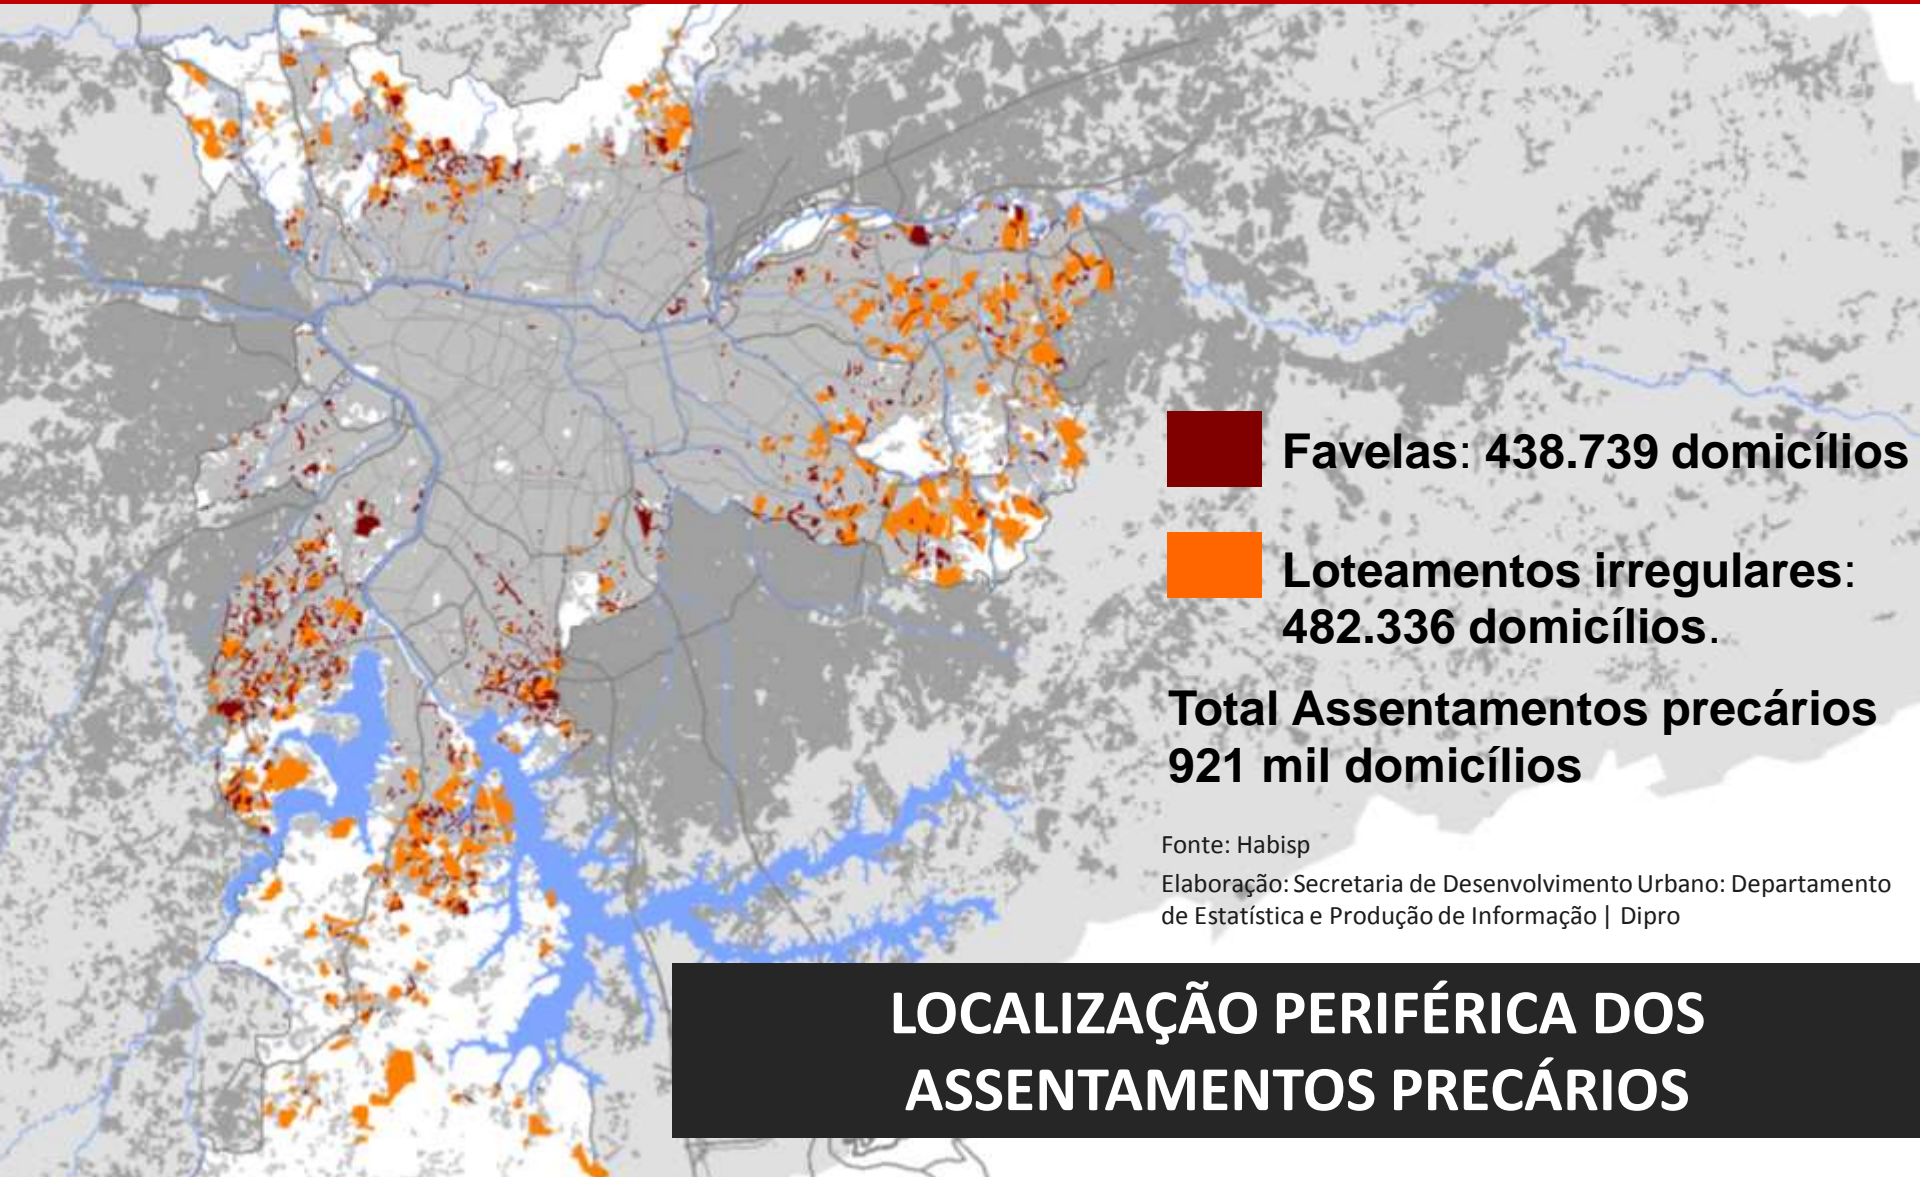 Favelas: 438.739 domicílios
Loteamentos irregulares:
482.336 domicílios.
Total Assentamentos precários
921 mil domicílios
Fonte: Habisp
Elaboração: Secretaria de Desenvolvimento Urbano: Departamento
de Estatística e Produção de Informação | Dipro
LOCALIZAÇÃO PERIFÉRICA DOS
ASSENTAMENTOS PRECÁRIOS